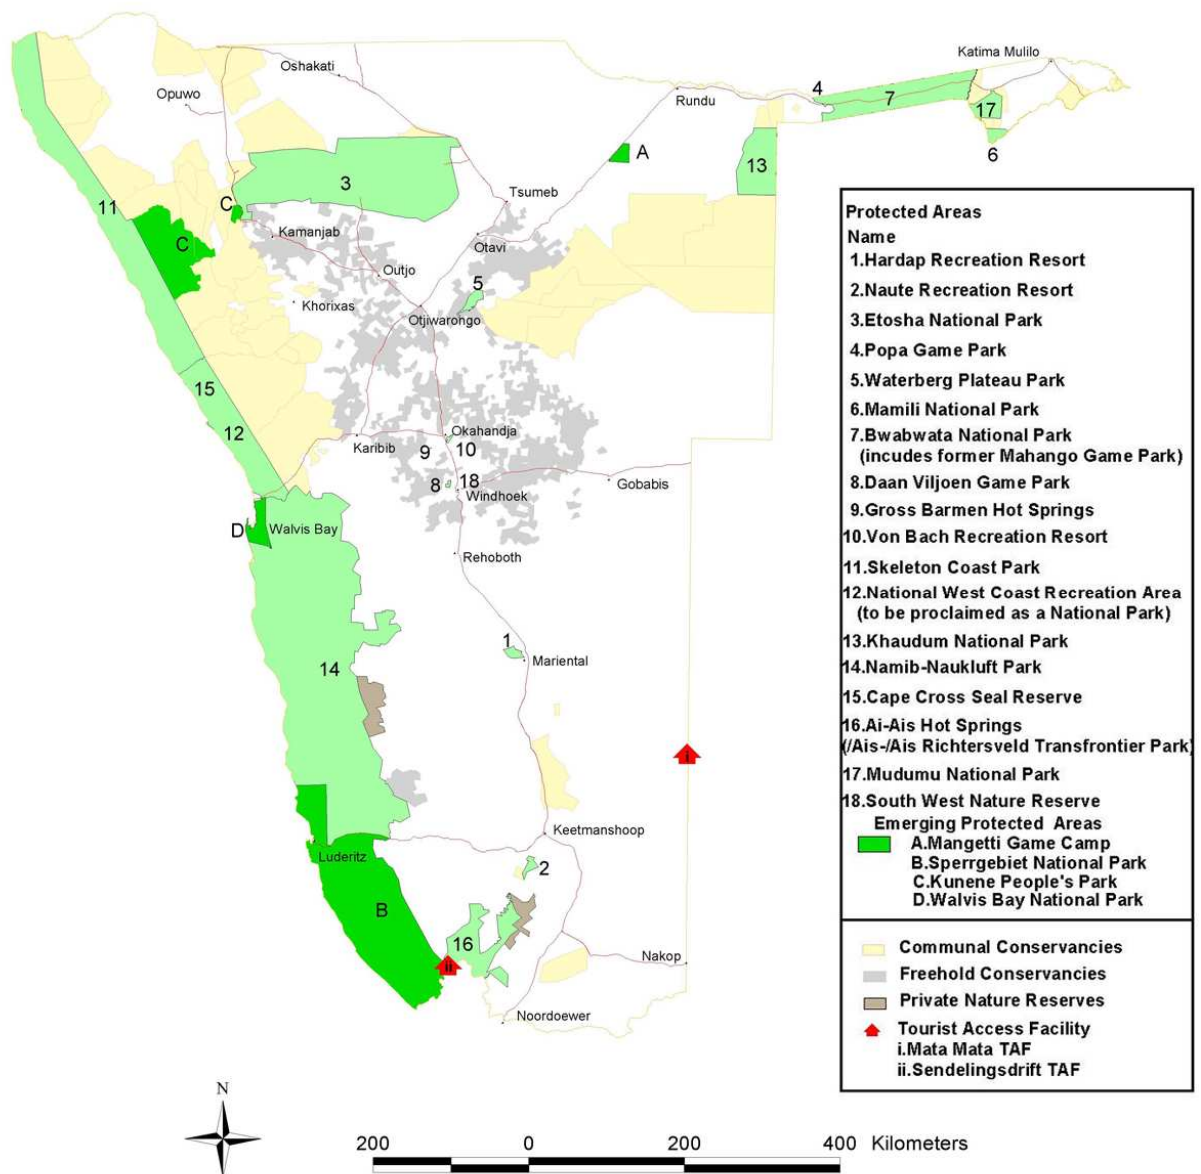 Katima Mulilo
Oshakati
Opuwo
Rundu
4
7
17
6
A
13
3
Tsumeb
11
C
C
Kamanjab
Otavi
Outjo
5
Khorixas
Otjiwarongo
15
12
Okahandja
Karibib
9
10
8
18
Windhoek
Gobabis
D
Walvis Bay
Rehoboth
1
Mariental
14
i
Keetmanshoop
Luderitz
2
B
16
ii
Nakop
Noordoewer
Protected Areas
Name
1.Hardap Recreation Resort
2.Naute Recreation Resort
3.Etosha National Park
4.Popa Game Park
5.Waterberg Plateau Park
6.Mamili National Park
7.Bwabwata National Park
(incudes former Mahango Game Park)
8.Daan Viljoen Game Park
9.Gross Barmen Hot Springs
10.Von Bach Recreation Resort
11.Skeleton Coast Park
12.National West Coast Recreation Area
(to be proclaimed as a National Park)
13.Khaudum National Park
14.Namib-Naukluft Park
15.Cape Cross Seal Reserve
16.Ai-Ais Hot Springs
(/Ais-/Ais Richtersveld Transfrontier Park)
17.Mudumu National Park
18.South West Nature Reserve
Emerging Protected Areas
A.Mangetti Game Camp
B.Sperrgebiet National Park
C.Kunene People's Park
D.Walvis Bay National Park
Communal Conservancies
Freehold Conservancies
Private Nature Reserves
Tourist Access Facility
i.Mata Mata TAF
ii.Sendelingsdrift TAF
N
200 0 200 400 Kilometers